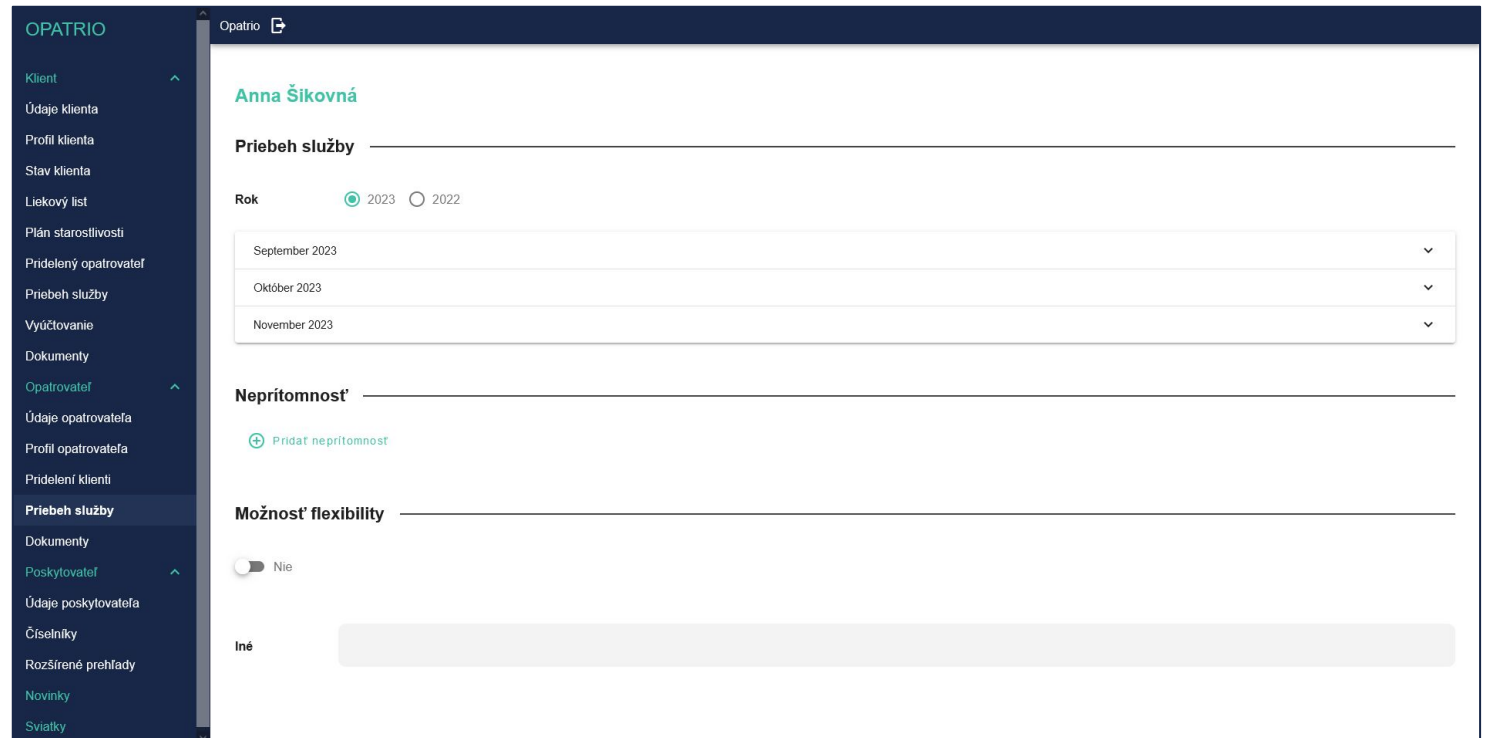 OPATRIO
Klient
Údaje klienta
Profil klienta
Stav klienta
Liekový list
Plán starostlivosti
Pridelený opatrovateľ
Priebeh služby
Vyúčtovanie
Dokumenty
Opatrovateľ
Údaje opatrovateľa
Profil opatrovateľa
Pridelení klienti
Priebeh služby
Dokumenty
Poskytovateľ
Údaje poskytovateľa
Číselníky
Rozšírené prehľady
Novinky
Sviatky
Opatrio
Anna Šikovná
Priebeh služby
Rok 2023 2022
September 2023
Október 2023
November 2023
Neprítomnosť
Pridať neprítomnosť
Možnosť flexibility
Nie
Iné